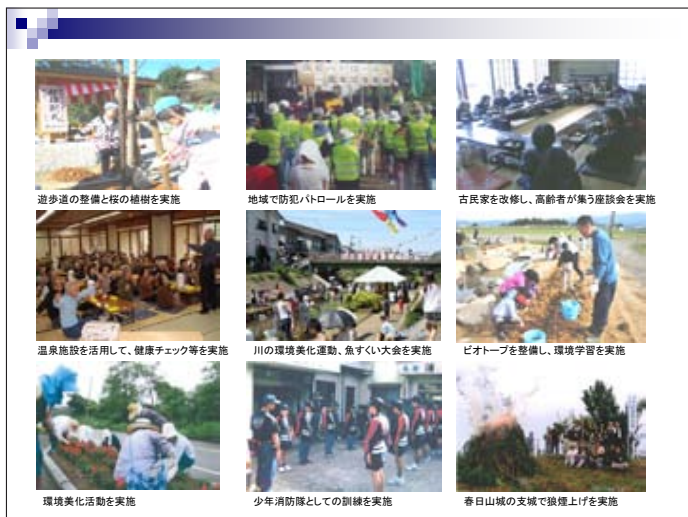 遊歩道の整備と桜の植樹を実施
地域で防犯パトロールを実施
古民家を改修し、高齢者が集う座談会を実施
温泉施設を活用して、健康チェック等を実施
川の環境美化運動、魚すくい大会を実施
ビオトープを整備し、環境学習を実施
環境美化活動を実施
少年消防隊としての訓練を実施
春日山城の支城で狼煙上げを実施